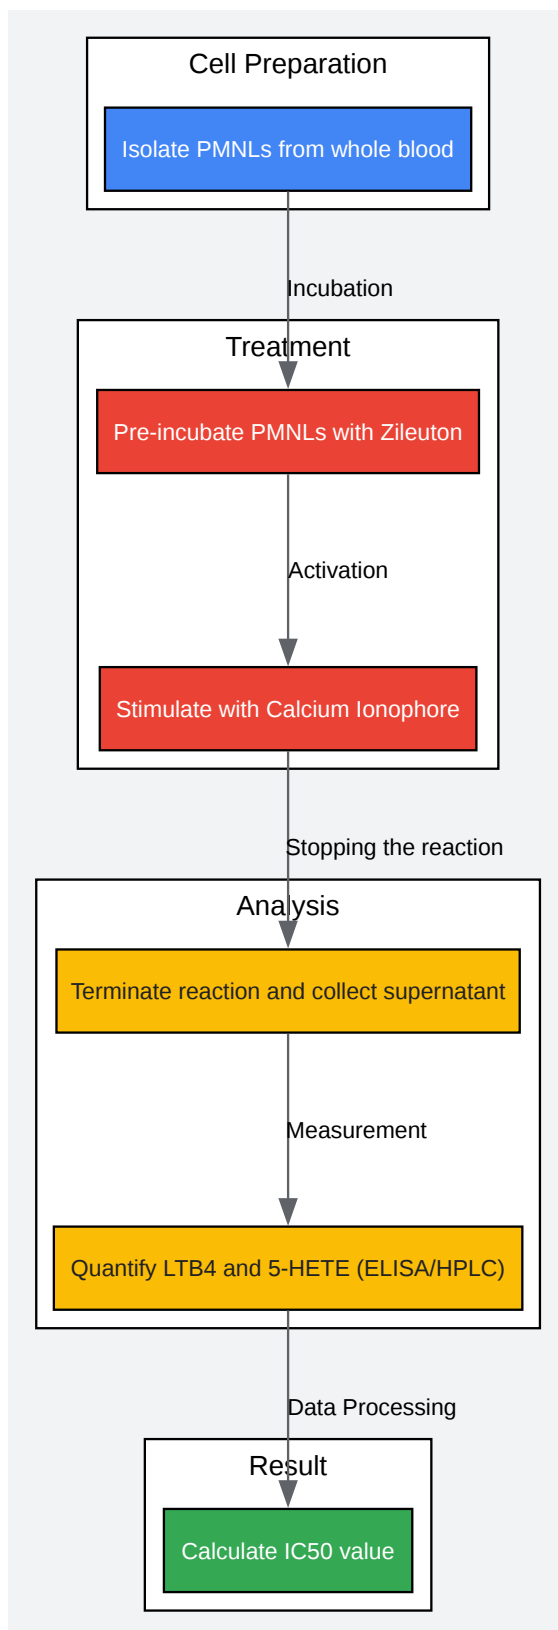 Cell Preparation
Isolate PMNLs from whole blood
Incubation
Treatment
Pre-incubate PMNLs with Zileuton
Activation
Stimulate with Calcium Ionophore
Stopping the reaction
Analysis
Terminate reaction and collect supernatant
Measurement
Quantify LTB4 and 5-HETE (ELISA/HPLC)
Data Processing
Result
Calculate IC50 value